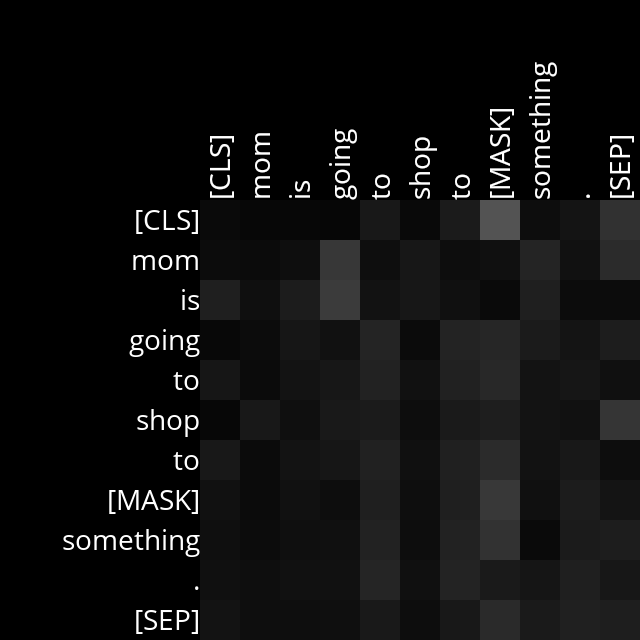 [CLS]
mom
is
going
to
shop
to
[MASK]
something
.
[SEP]
[CLS]
mom
is
going
to
shop
to
[MASK]
something
.
[SEP]